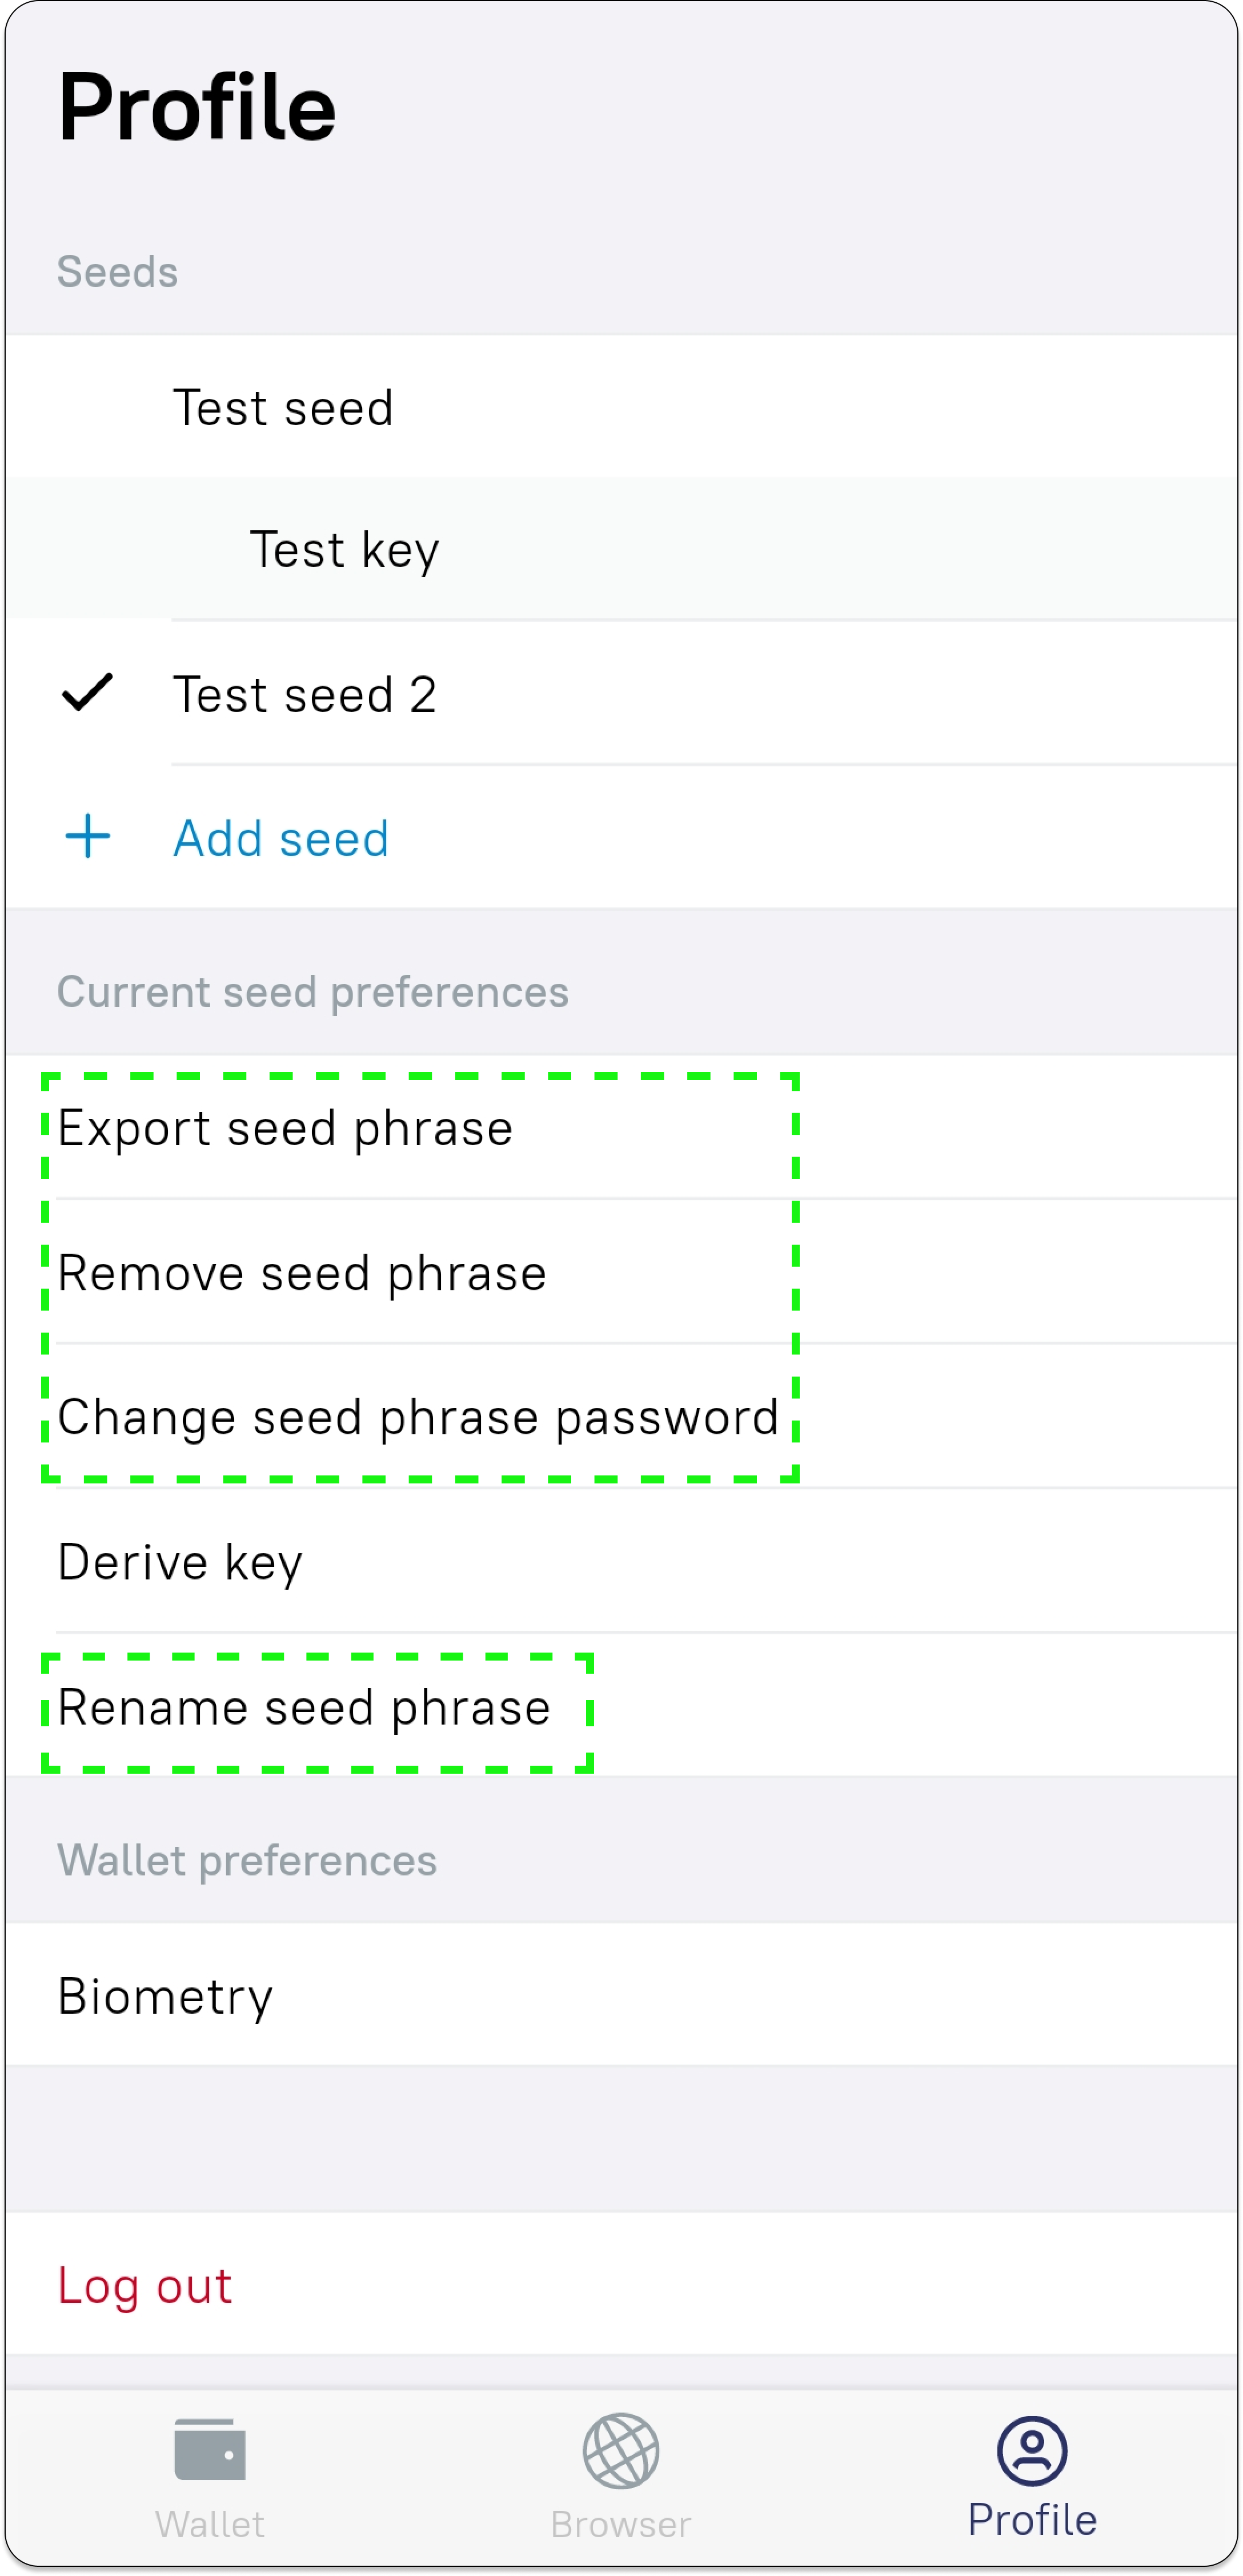 Profile
Seeds
Test seed
Test key
Test seed 2
Add seed
Current seed preferences
Export seed phrase
Remove seed phrase
Change seed phrase password
Derive key
Rename seed phrase
Wallet preferences
Biometry
Log out
Wallet
Browser
Profile